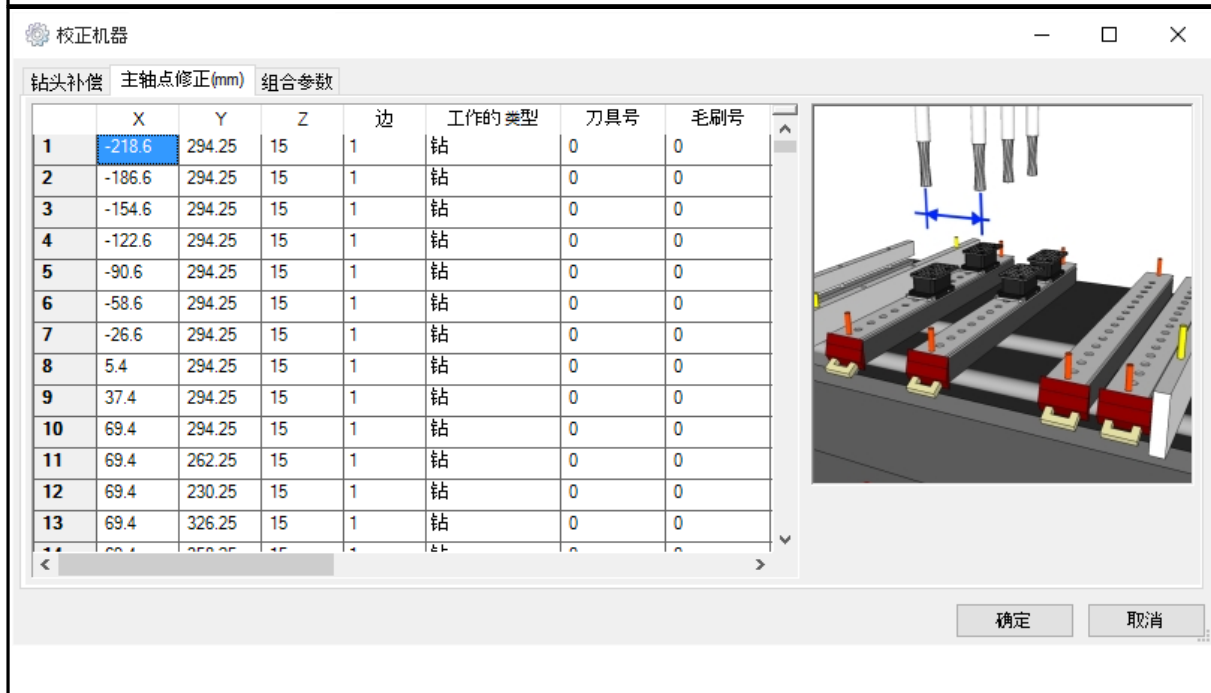 校正机器
钻头补偿 主轴点修正(mm) 组合参数
X Y Z 边 工作的 类型 刀具号 毛刷号
1 -218.6 294.25 15 1 钻 0 0
2 -186.6 294.25 15 1 钻 0 0
3 -154.6 294.25 15 1 钻 0 0
4 -122.6 294.25 15 1 钻 0 0
5 -90.6 294.25 15 1 钻 0 0
6 -58.6 294.25 15 1 钻 0 0
7 -26.6 294.25 15 1 钻 0 0
8 5.4 294.25 15 1 钻 0 0
9 37.4 294.25 15 1 钻 0 0
10 69.4 294.25 15 1 钻 0 0
11 69.4 262.25 15 1 钻 0 0
12 69.4 230.25 15 1 钻 0 0
13 69.4 326.25 15 1 钻 0 0
确定 取消